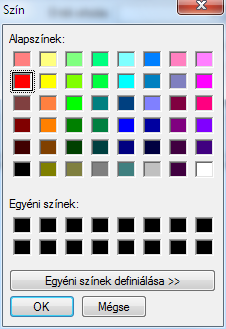 Szín
Alapszínek:
Egyéni színek:
Egyéni színek definiálása >>
OK
Mégse